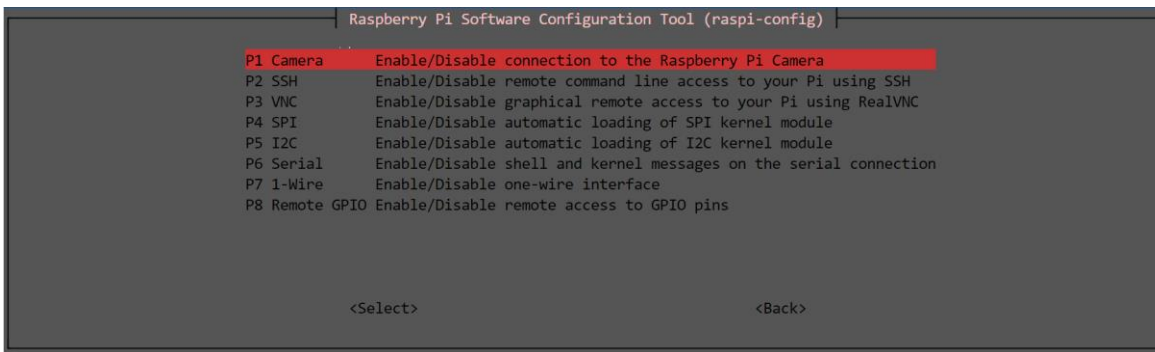 Raspberry Pi Software Configuration Tool (raspi-config)
P1 Camera Enable/Disable connection to the Raspberry Pi Camera
P2 SSH Enable/Disable remote command line access to your Pi using SSH
P3 VNC Enable/Disable graphical remote access to your Pi using RealVNC
P4 SPI Enable/Disable automatic loading of SPI kernel module
P5 I2C Enable/Disable automatic loading of I2C kernel module
P6 Serial Enable/Disable shell and kernel messages on the serial connection
P7 1-Wire Enable/Disable one-wire interface
P8 Remote GPIO Enable/Disable remote access to GPIO pins
<Select> <Back>